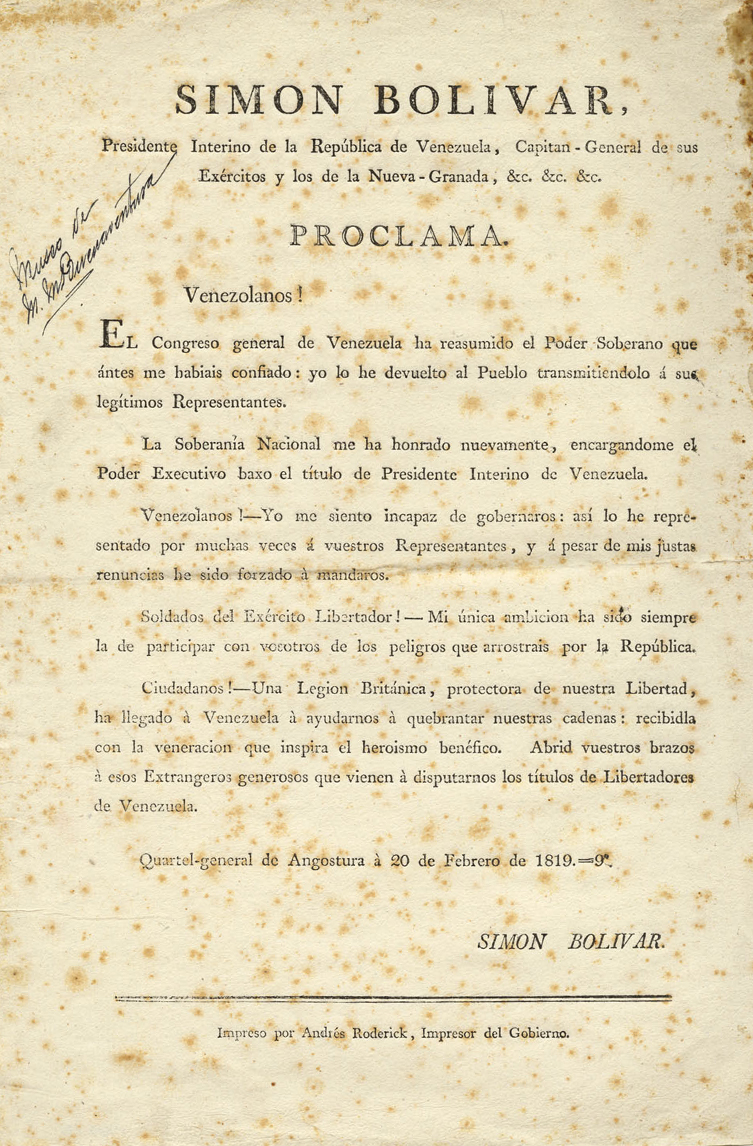 SIMON BOLIVAR,
Presidente Interino de la República de Venezuela, Capitan-General de sus
Exércitos y los de la Nueva-Granada, &c. &c. &c.
Museo de
M. M. Buenaventura
PROCLAMA.
Venezolanos!
EL Congreso general de Venezuela ha reasumido el Poder Soberano que
ántes me habiais confiado: yo lo he devuelto al Pueblo transmitiendolo á sus
legítimos Representantes.
La Soberanía Nacional me ha honrado nuevamente, encargandome el
Poder Executivo baxo el título de Presidente Interino de Venezuela.
Venezolanos!—Yo me siento incapaz de gobernaros: así lo he repre-
sentado por muchas veces á vuestros Representantes, y á pesar de mis justas
renuncias he sido forzado à mandaros.
Soldados del Exército Libertador!—Mi única ambicion ha sido siempre
la de participar con vosotros de los peligros que arrostrais por la República.
Ciudadanos!—Una Legion Británica, protectora de nuestra Libertad,
ha llegado à Venezuela à ayudarnos à quebrantar nuestras cadenas: recibidla
con la veneracion que inspira el heroismo benéfico. Abrid vuestros brazos
à esos Extrangeros generosos que vienen à disputarnos los títulos de Libertadores
de Venezuela.
Quartel-general de Angostura à 20 de Febrero de 1819.=9º.
SIMON BOLIVAR.
Impreso por Andrés Roderick, Impresor del Gobierno.